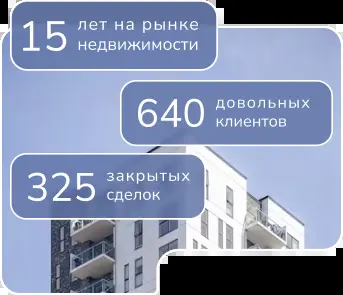 15 лет на рынке
недвижимости
640 довольных
клиентов
325 закрытых
сделок